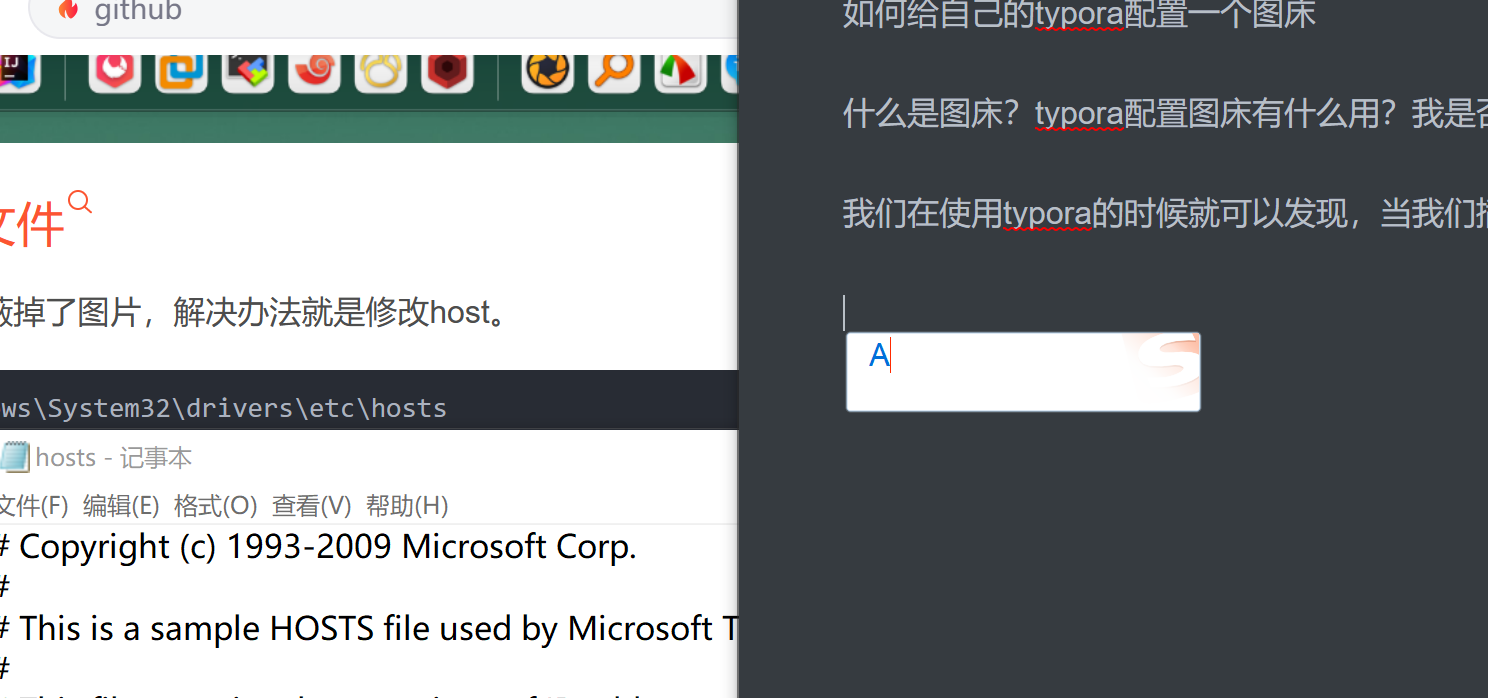 github
文件
蔽掉了图片，解决办法就是修改host。
ws\System32\drivers\etc\hosts
hosts - 记事本
文件(F) 编辑(E) 格式(O) 查看(V) 帮助(H)
# Copyright (c) 1993-2009 Microsoft Corp.
#
# This is a sample HOSTS file used by Microsoft T
#
如何给自己的typora配置一个图床
什么是图床？typora配置图床有什么用？我是否
我们在使用typora的时候就可以发现，当我们
A